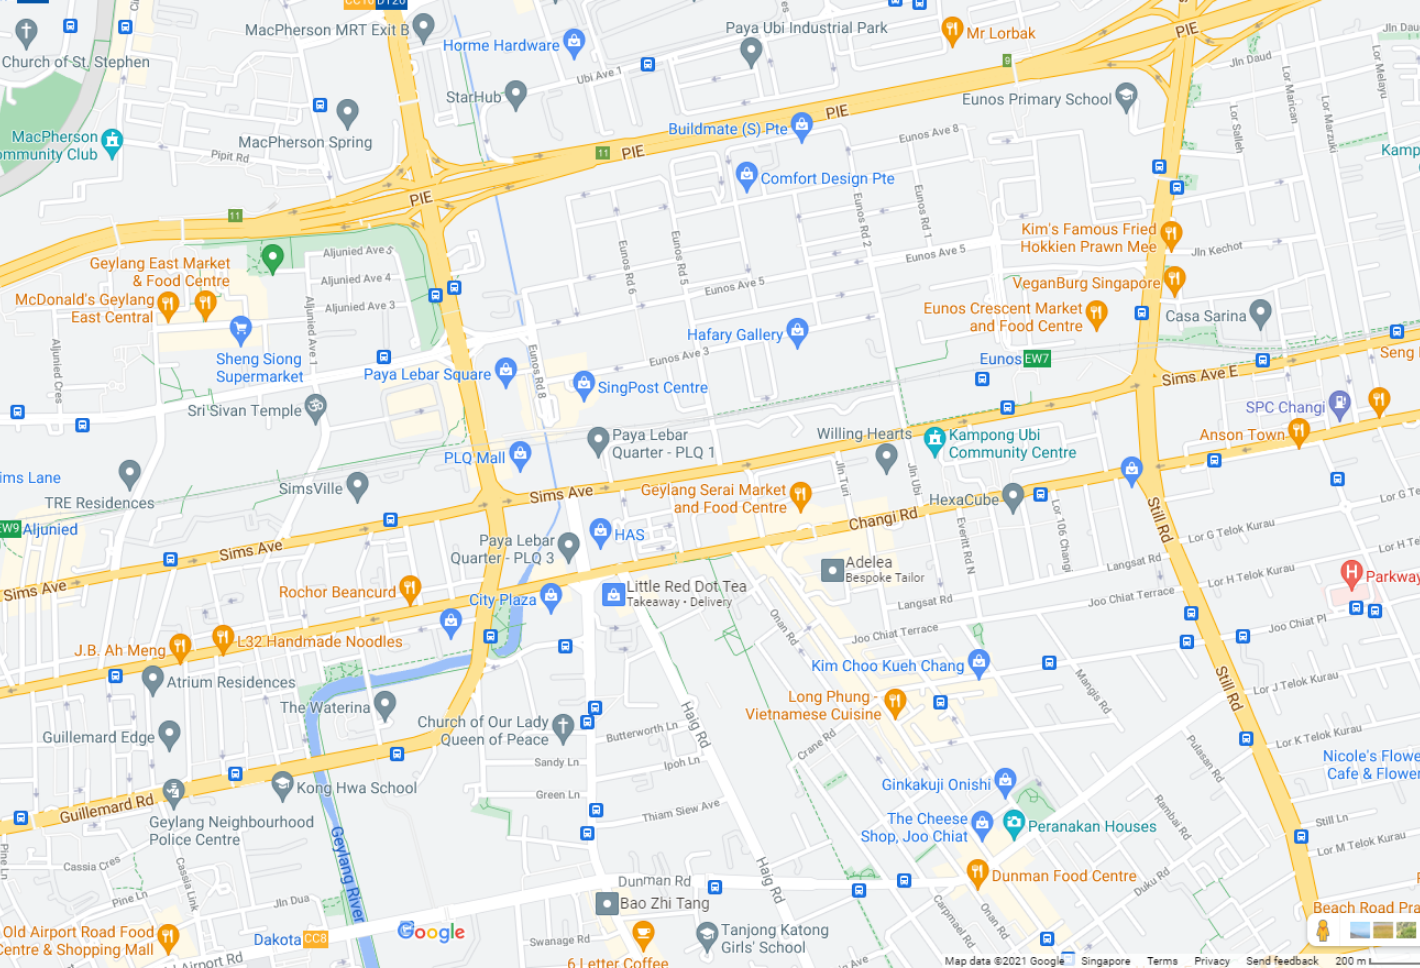 CC10 DT26
MacPherson MRT Exit B
Horme Hardware
Paya Ubi Industrial Park
Mr Lorbak
PIE
Jln Daud
Lor Melayu
Church of St. Stephen
Ubi Ave 1
9
StarHub
Eunos Primary School
Lor Marican
Lor Marzuki
Lor Salleh
MacPherson
ommunity Club
MacPherson Spring
Pipit Rd
Buildmate (S) Pte
PIE
Eunos Ave 8
11
PIE
Kamp
Comfort Design Pte
PIE
11
Eunos Rd 2
Eunos Rd 1
Kim's Famous Fried
Hokkien Prawn Mee
Jln Kechot
Aljunied Ave 5
Eunos Rd 6
Eunos Rd 5
Eunos Ave 5
Geylang East Market
& Food Centre
Aljunied Ave 4
Eunos Ave 5
VeganBurg Singapore
McDonald's Geylang
East Central
Aljunied Ave 3
Eunos Crescent Market
and Food Centre
Casa Sarina
Aljunied Ave 1
Aljunied Cres
Hafary Gallery
Sheng Siong
Supermarket
Eunos Ave 3
Eunos EW7
Seng
Paya Lebar Square
Eunos Rd 8
SingPost Centre
Sims Ave E
Sri Sivan Temple
SPC Changi
Paya Lebar
Quarter - PLQ 1
Willing Hearts
Kampong Ubi
Community Centre
Anson Town
PLQ Mall
ims Lane
TRE Residences
SimsVille
Sims Ave
Geylang Serai Market
and Food Centre
Jln Turi
Jln Ubi
HexaCube
Lor G Te
Changi Rd
Lor 106 Changi
Still Rd
Lor G Telok Kurau
EW9 Aljunied
HAS
Everitt Rd N
Paya Lebar
Quarter - PLQ 3
Sims Ave
Lor H Te
Adelea
Bespoke Tailor
Langsat Rd
Sims Ave
Rochor Beancurd
City Plaza
Little Red Dot Tea
Takeaway • Delivery
Lor H Telok Kurau
Parkway
Joo Chiat Terrace
Langsat Rd
Onan Rd
Joo Chiat Pl
L32 Handmade Noodles
Joo Chiat Terrace
J.B. Ah Meng
Kim Choo Kueh Chang
Atrium Residences
Mangis Rd
Still Rd
Lor J Telok Kurau
The Waterina
Long Phung -
Vietnamese Cuisine
Church of Our Lady
Queen of Peace
Haig Rd
Butterworth Ln
Guillemard Edge
Crane Rd
Pulasan Rd
Lor K Telok Kurau
Sandy Ln
Ipoh Ln
Nicole's Flowe
Cafe & Flower
Kong Hwa School
Green Ln
Ginkakuji Onishi
Guillemard Rd
Thiam Siew Ave
Rambai Rd
Geylang Neighbourhood
Police Centre
The Cheese
Shop, Joo Chiat
Peranakan Houses
Still Ln
Geylang River
Lor M Telok Kurau
Pine Ln
Cassia Cres
Cassia Link
Haig Rd
Dunman Rd
Dunman Food Centre
Duku Rd
Pine Ln
Jln Dua
Bao Zhi Tang
Carpmael Rd
Onan Rd
Beach Road Pra
Old Airport Road Food
Centre & Shopping Mall
Dakota CC8
Google
Swanage Rd
Tanjong Katong
Girls' School
d Airport Rd
6 Letter Coffee
Map data ©2021 Google
Singapore
Terms
Privacy
Send feedback
200 m